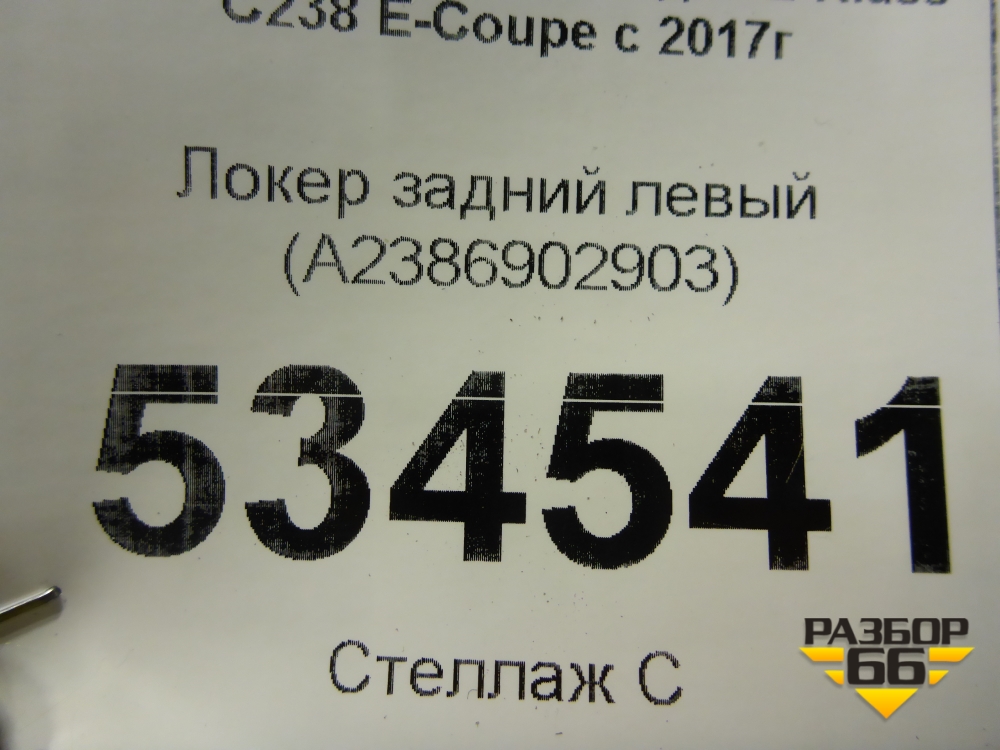 C238 E-Coupe с 2017г
Локер задний левый
(A2386902903)
534541
Стеллаж С
РАЗБОР
66